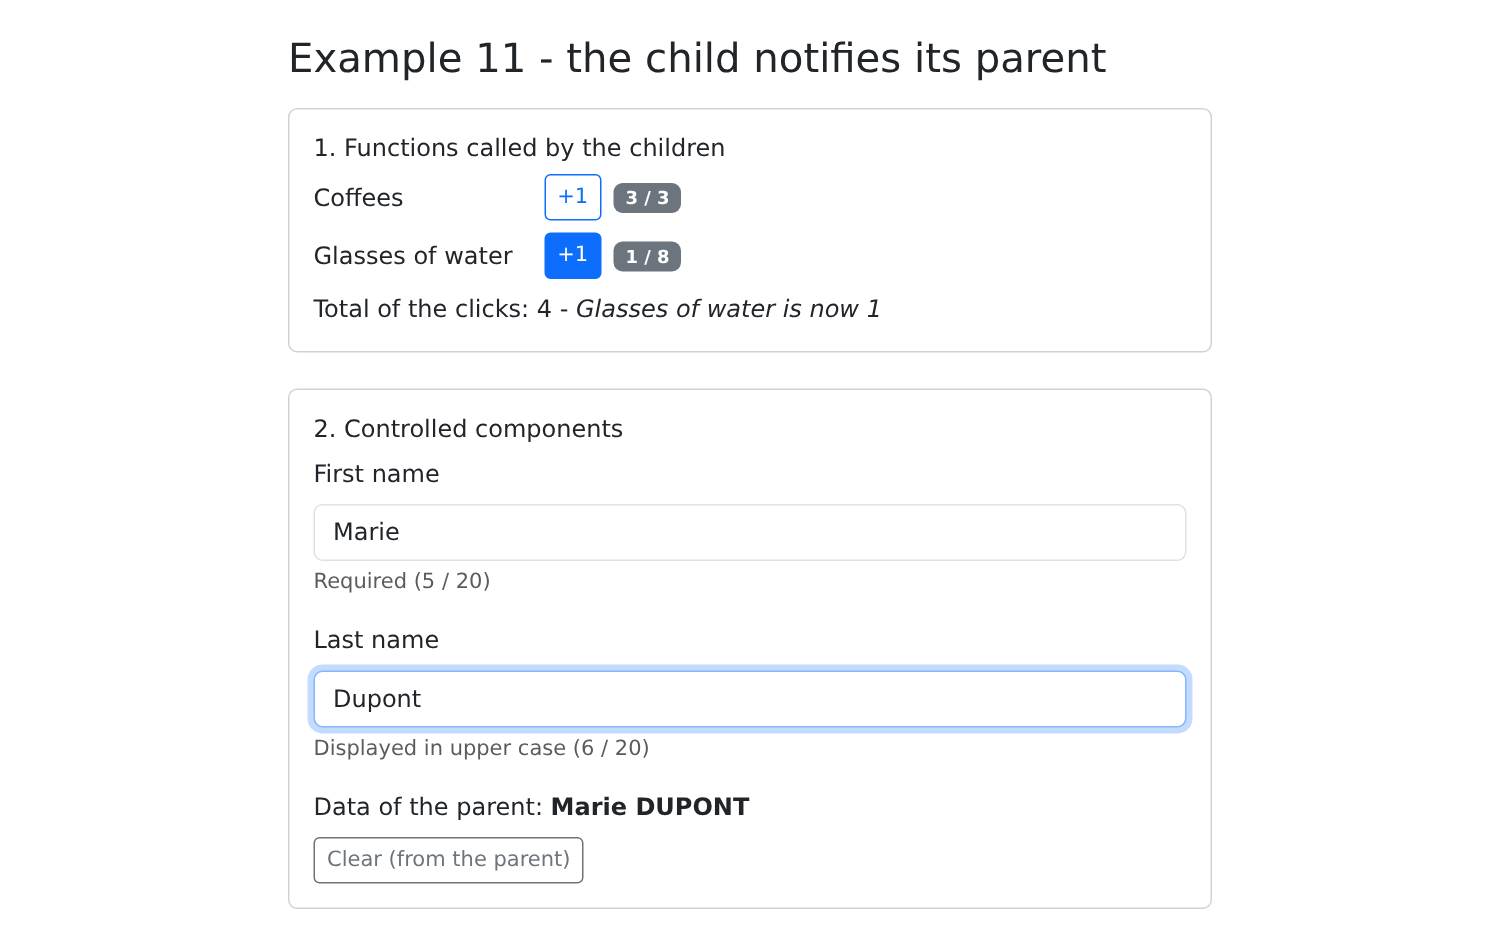 Example 11 - the child notifies its parent
1. Functions called by the children
Coffees +1 3 / 3
Glasses of water +1 1 / 8
Total of the clicks: 4 - Glasses of water is now 1
2. Controlled components
First name
Marie
Required (5 / 20)
Last name
Dupont
Displayed in upper case (6 / 20)
Data of the parent: Marie DUPONT
Clear (from the parent)